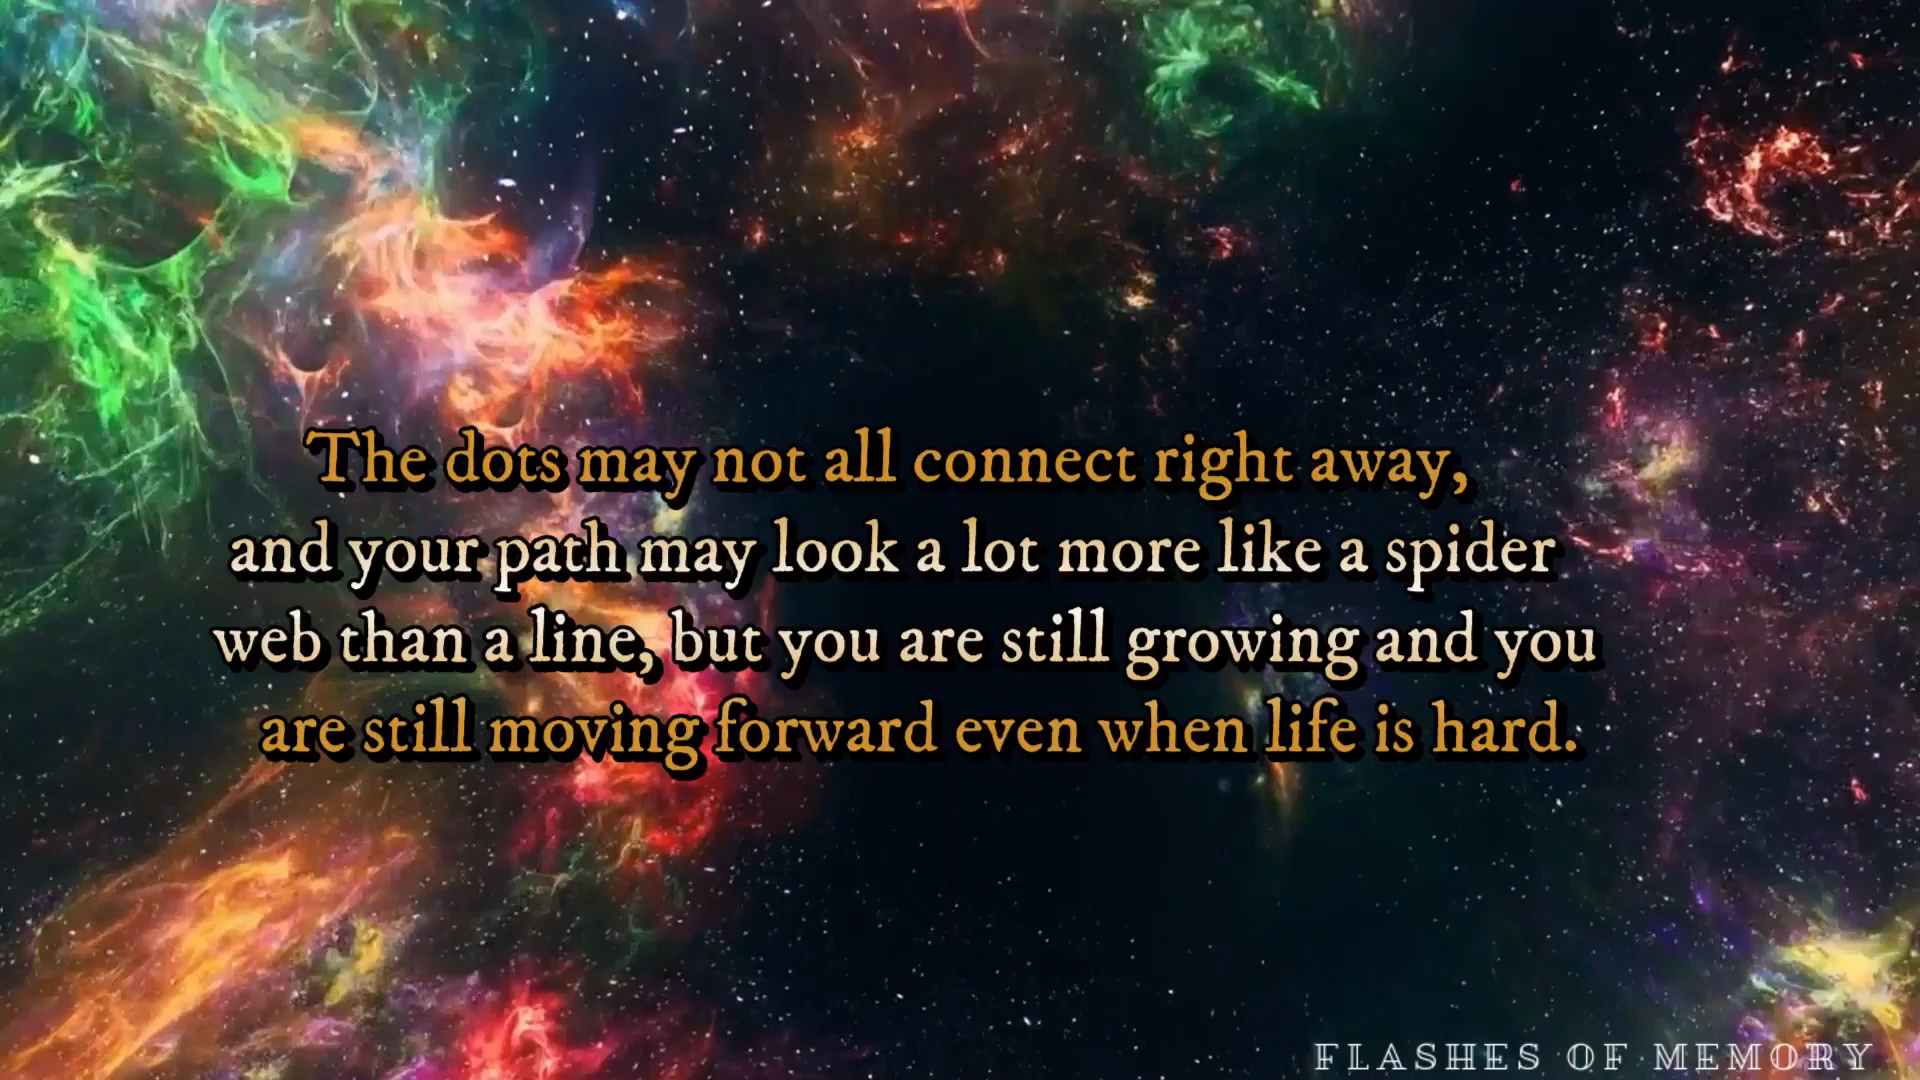 The dots may not all connect right away,
and your path may look a lot more like a spider
web than a line, but you are still growing and you
are still moving forward even when life is hard.
FLASHES OF MEMORY